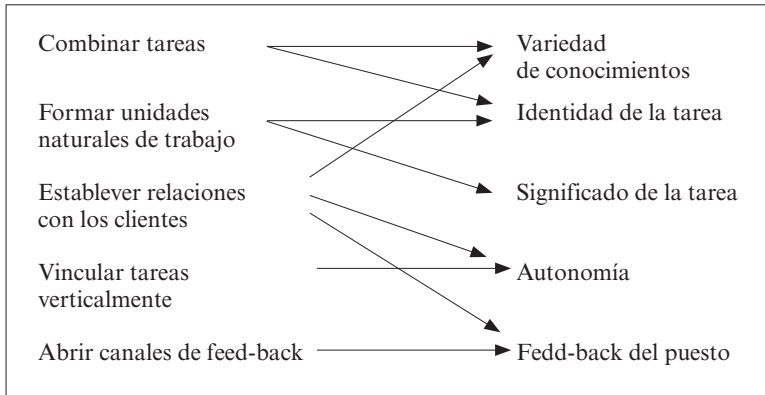 Combinar tareas
Variedad
de conocimientos
Formar unidades
naturales de trabajo
Identidad de la tarea
Establever relaciones
con los clientes
Significado de la tarea
Vincular tareas
verticalmente
Autonomía
Abrir canales de feed-back
Fedd-back del puesto